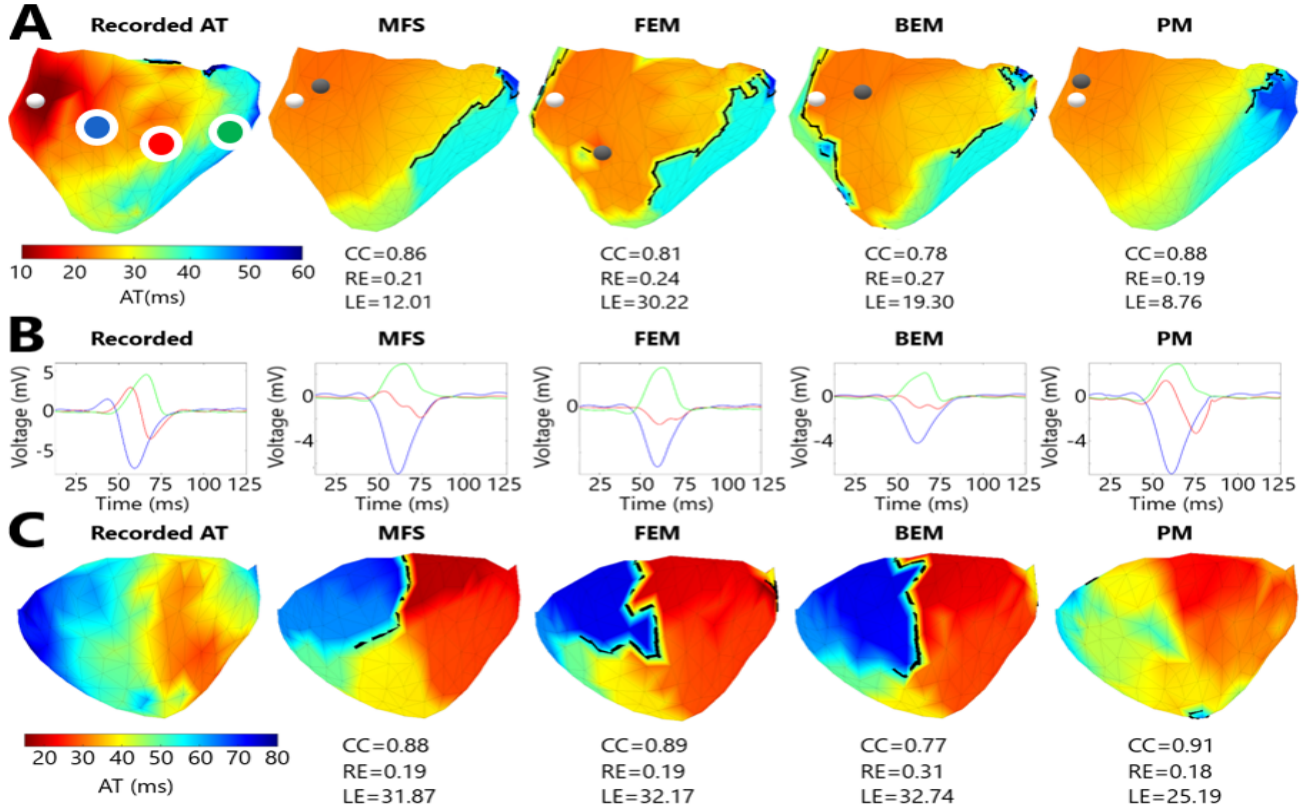 A
Recorded AT MFS FEM BEM PM
10 20 30 40 50 60
AT(ms)
CC=0.86 CC=0.81 CC=0.78 CC=0.88
RE=0.21 RE=0.24 RE=0.27 RE=0.19
LE=12.01 LE=30.22 LE=19.30 LE=8.76
B
Recorded MFS FEM BEM PM
Voltage (mV) Voltage (mV) Voltage (mV) Voltage (mV) Voltage (mV)
5 0 -5
0 -4
0
0 -4
0 -4
25 50 75 100 125 25 50 75 100 125 25 50 75 100 125 25 50 75 100 125 25 50 75 100 125
Time (ms) Time (ms) Time (ms) Time (ms) Time (ms)
C
Recorded AT MFS FEM BEM PM
20 30 40 50 60 70 80
AT (ms)
CC=0.88 CC=0.89 CC=0.77 CC=0.91
RE=0.19 RE=0.19 RE=0.31 RE=0.18
LE=31.87 LE=32.17 LE=32.74 LE=25.19